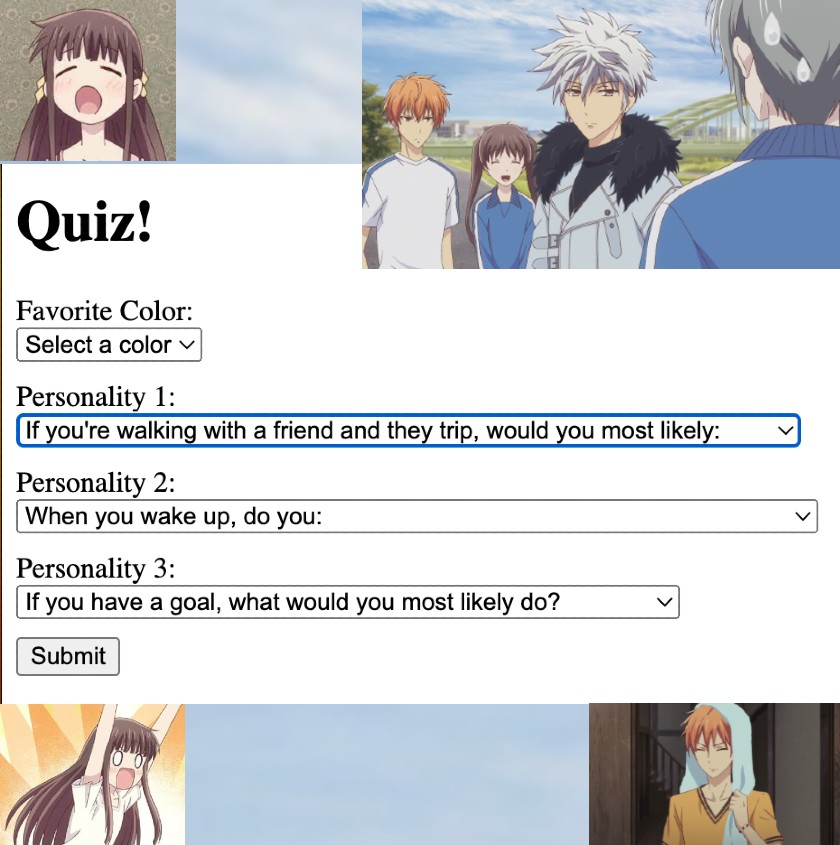 Quiz!
Favorite Color:
Select a color
Personality 1:
If you're walking with a friend and they trip, would you most likely:
Personality 2:
When you wake up, do you:
Personality 3:
If you have a goal, what would you most likely do?
Submit